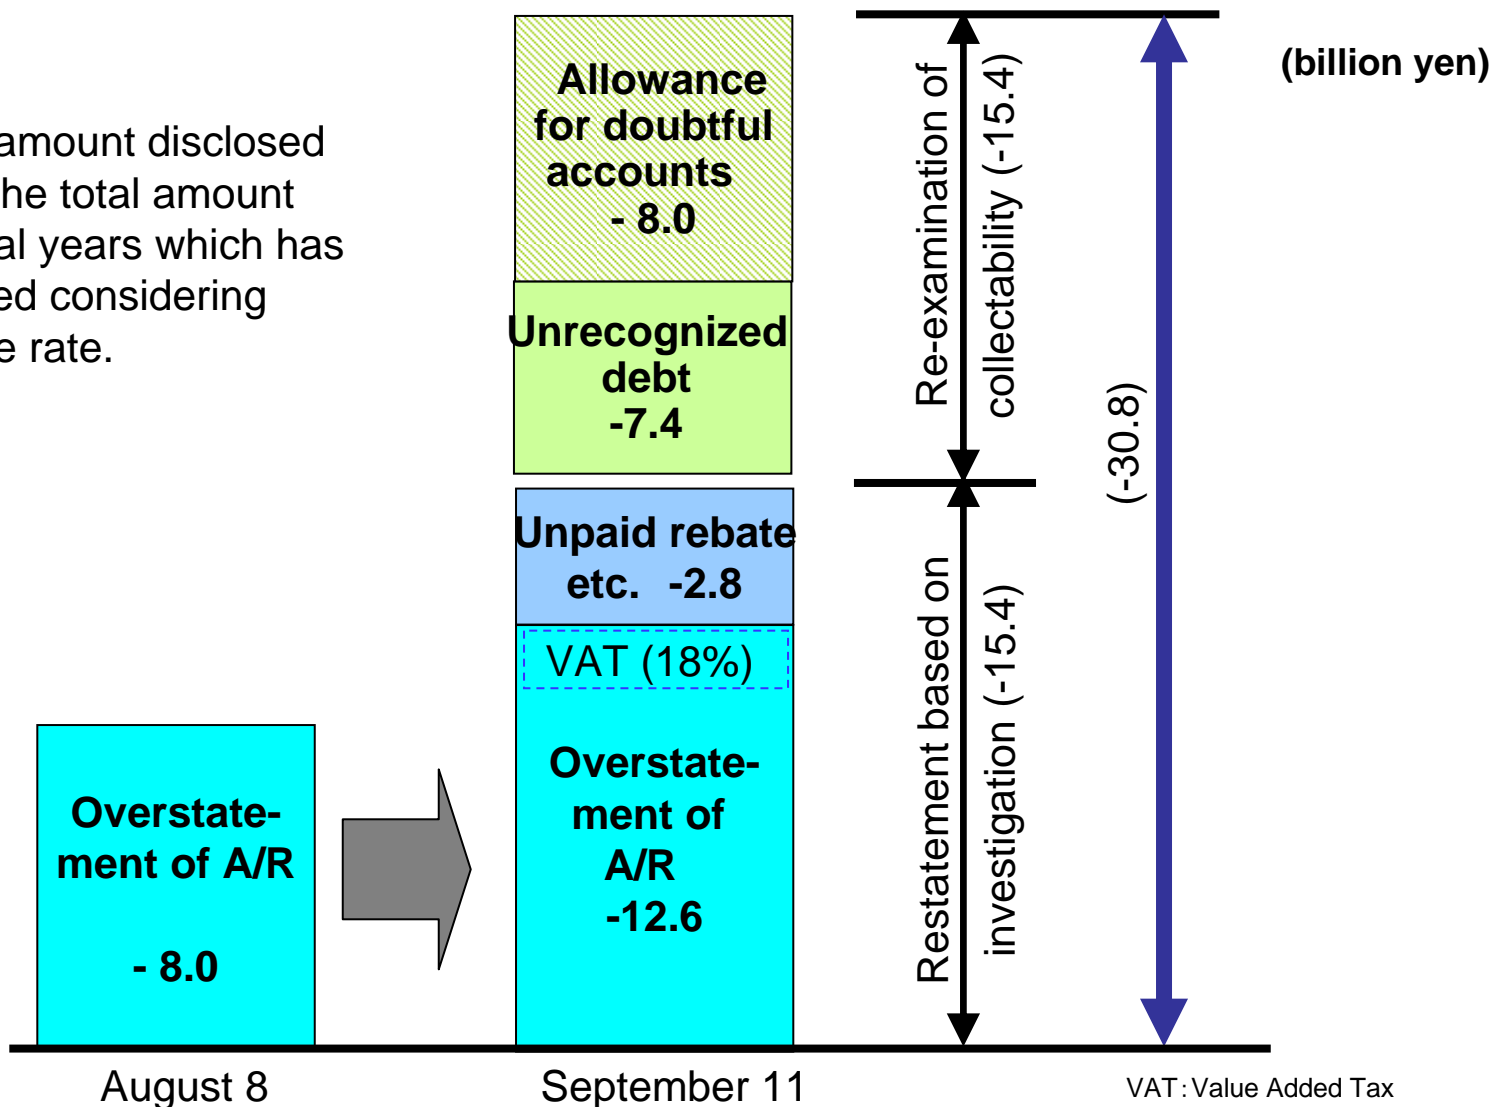 (billion yen)
amount disclosed
he total amount
al years which has
ed considering
e rate.
Allowance
for doubtful
accounts
- 8.0
Unrecognized
debt
-7.4
Unpaid rebate
etc. -2.8
VAT (18%)
Overstate-
ment of
A/R
-12.6
Overstate-
ment of A/R
- 8.0
Re-examination of
collectability (-15.4)
Restatement based on
investigation (-15.4)
(-30.8)
August 8
September 11
VAT：Value Added Tax